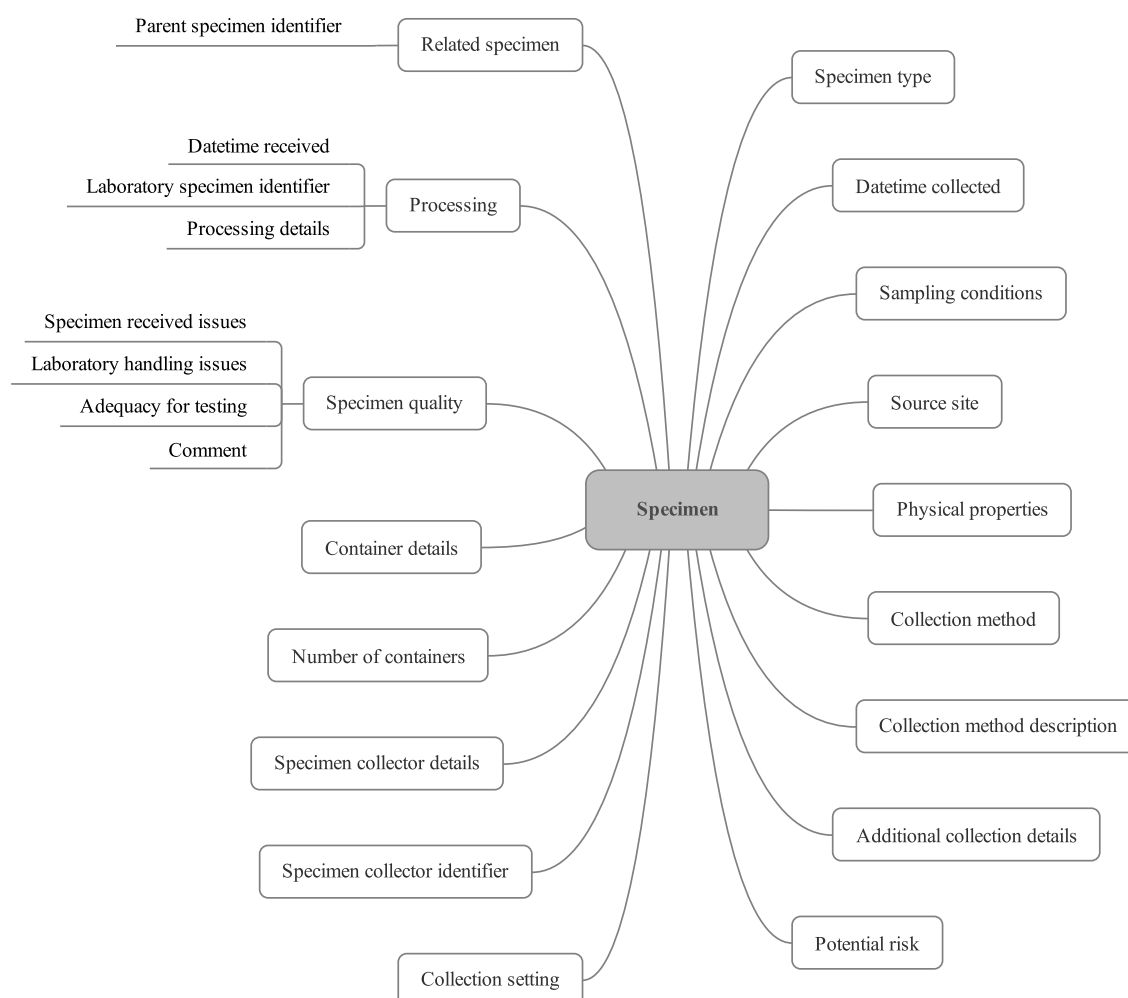 Parent specimen identifier
Related specimen
Datetime received
Laboratory specimen identifier
Processing details
Processing
Specimen received issues
Laboratory handling issues
Adequacy for testing
Comment
Specimen quality
Container details
Number of containers
Specimen collector details
Specimen collector identifier
Collection setting
Specimen
Specimen type
Datetime collected
Sampling conditions
Source site
Physical properties
Collection method
Collection method description
Additional collection details
Potential risk